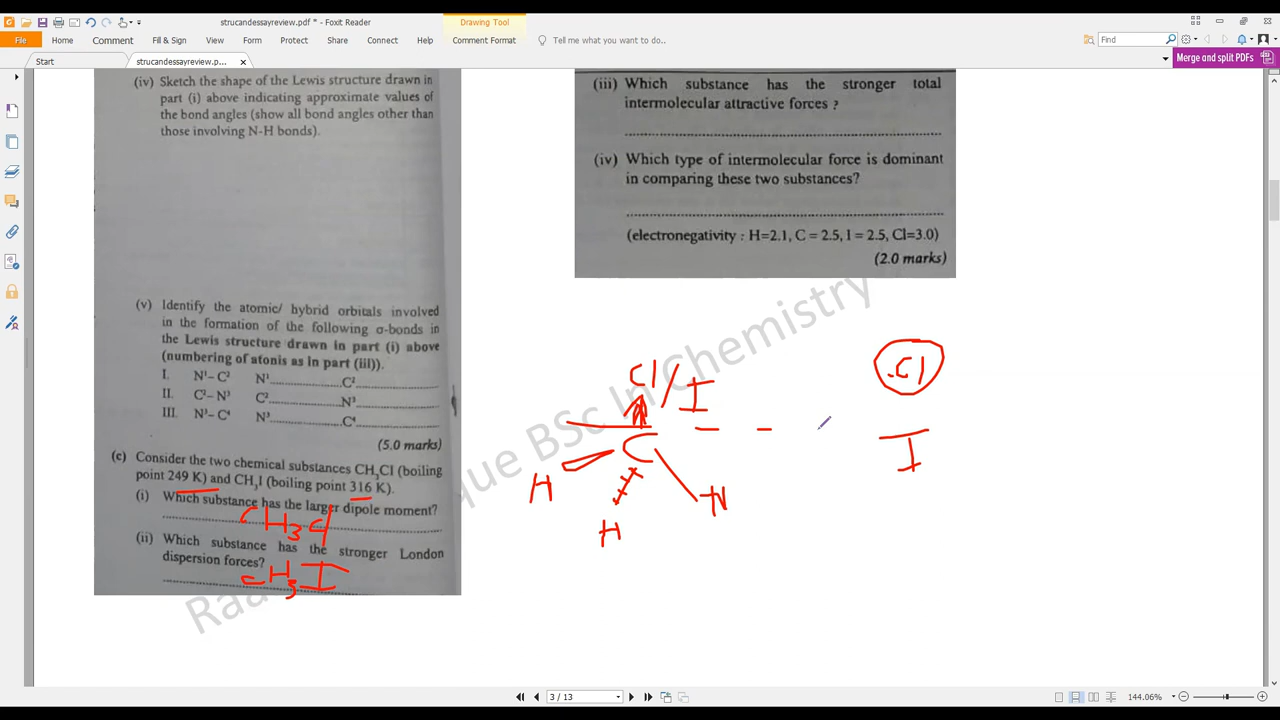 strucandessayreview.pdf * - Foxit Reader
Drawing Tool
File Home Comment Fill & Sign View Form Protect Share Connect Help Comment Format Tell me what you want to do.. Find
Start strucandessayreview.p...
Merge and split PDFs
(iv) Sketch the shape of the Lewis structure drawn in
part (i) above indicating approximate values of
the bond angles (show all bond angles other than
those involving N-H bonds).
(v) Identify the atomic/ hybrid orbitals involved
in the formation of the following σ-bonds in
the Lewis structure drawn in part (i) above
(numbering of atonis as in part (iii)).
I. N¹– C² N¹........................C²........................
II. C²– N³ C²........................N³........................
III. N³– C⁴ N³........................C⁴........................
(5.0 marks)
(c) Consider the two chemical substances CH₃Cl (boiling
point 249 K) and CH₃I (boiling point 316 K).
(i) Which substance has the larger dipole moment?
CH3Cl
(ii) Which substance has the stronger London
dispersion forces?
CH3I
(iii) Which substance has the stronger total
intermolecular attractive forces ?
(iv) Which type of intermolecular force is dominant
in comparing these two substances?
(electronegativity : H=2.1, C = 2.5, I = 2.5, Cl=3.0)
(2.0 marks)
Cl / I
C
H
H
H
.Cl
I
que BSc In Chemistry
3 / 13
144.06%